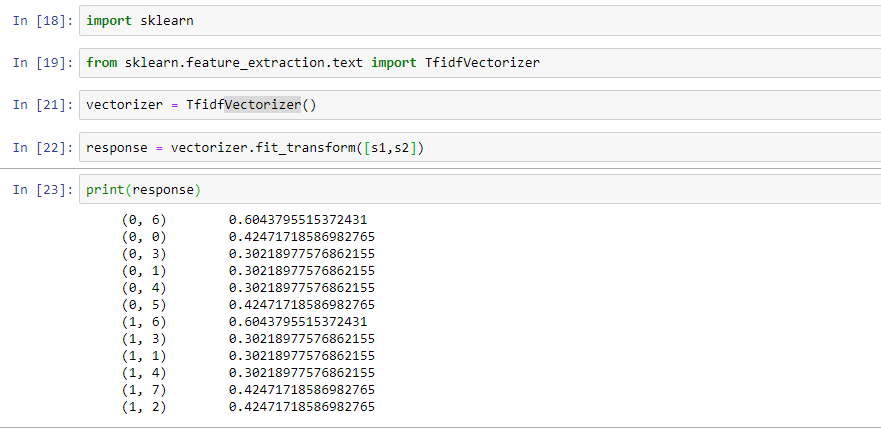 In [18]: import sklearn
In [19]: from sklearn.feature_extraction.text import TfidfVectorizer
In [21]: vectorizer = TfidfVectorizer()
In [22]: response = vectorizer.fit_transform([s1,s2])
In [23]: print(response)
(0, 6) 0.6043795515372431
(0, 0) 0.42471718586982765
(0, 3) 0.30218977576862155
(0, 1) 0.30218977576862155
(0, 4) 0.30218977576862155
(0, 5) 0.42471718586982765
(1, 6) 0.6043795515372431
(1, 3) 0.30218977576862155
(1, 1) 0.30218977576862155
(1, 4) 0.30218977576862155
(1, 7) 0.42471718586982765
(1, 2) 0.42471718586982765